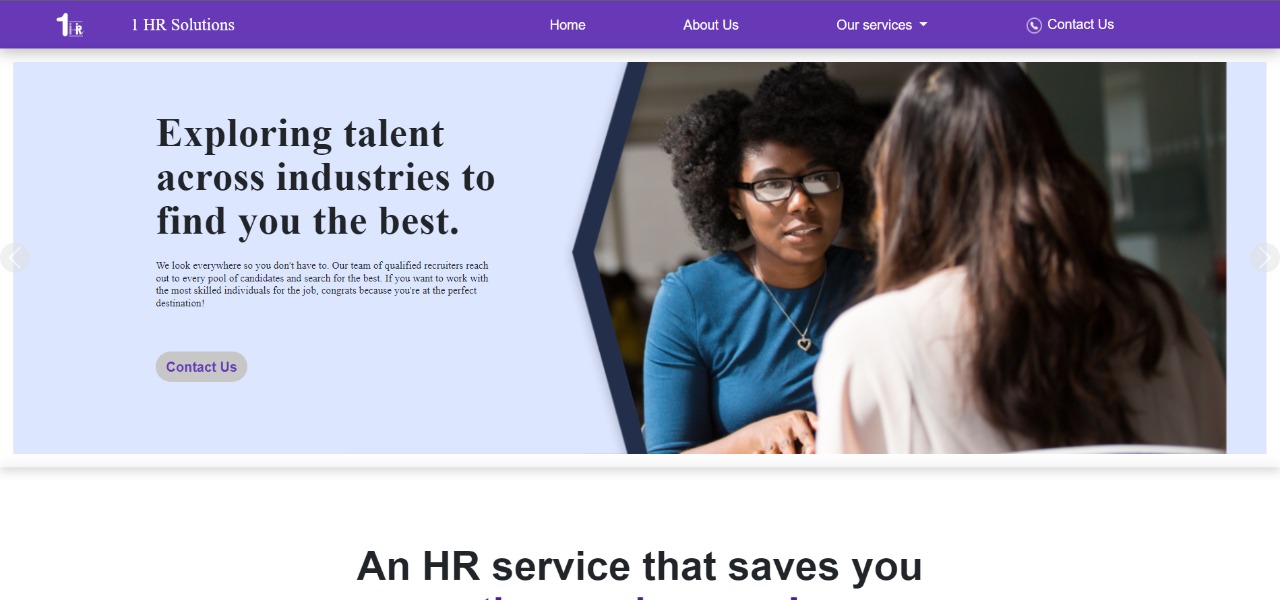 1HR
1 HR Solutions
Home
About Us
Our services
Contact Us
Exploring talent
across industries to
find you the best.
We look everywhere so you don't have to. Our team of qualified recruiters reach
out to every pool of candidates and search for the best. If you want to work with
the most skilled individuals for the job, congrats because you're at the perfect
destination!
Contact Us
An HR service that saves you